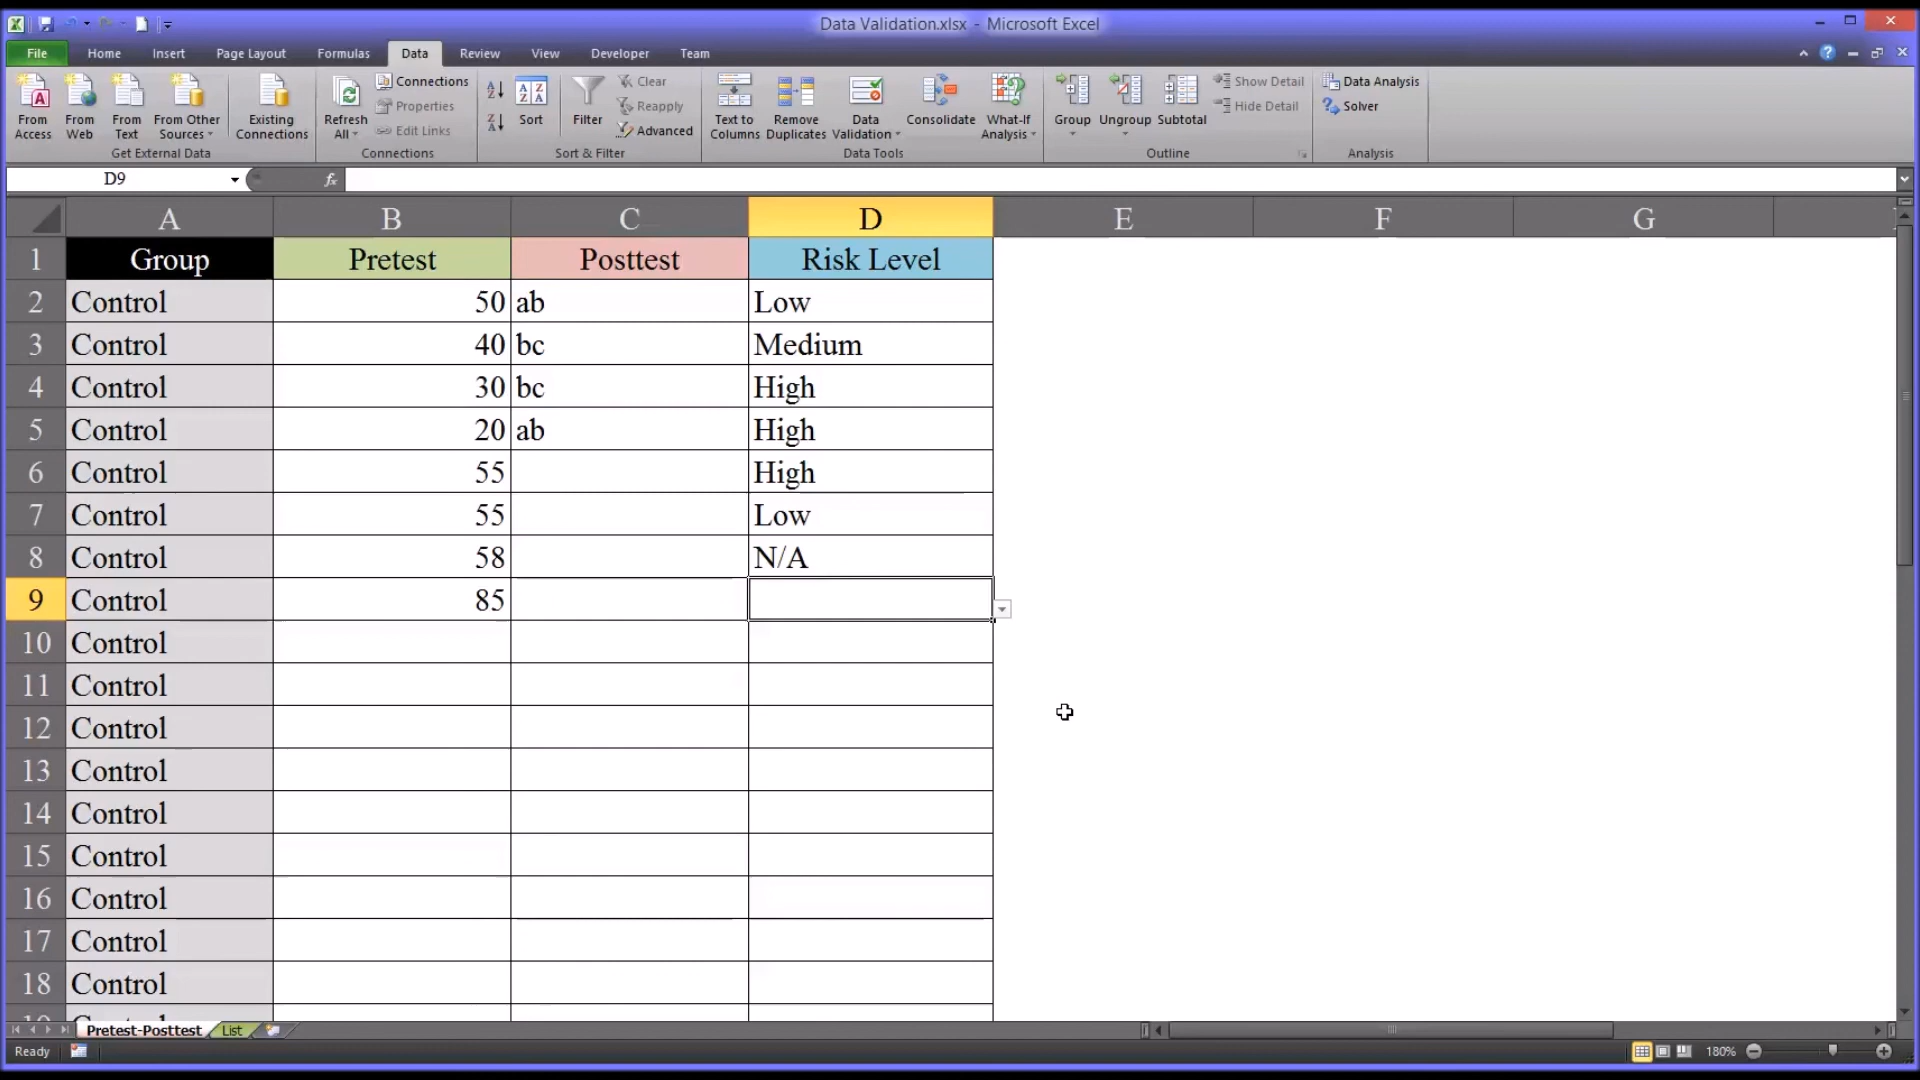 Data Validation.xlsx - Microsoft Excel
File Home Insert Page Layout Formulas Data Review View Developer Team
From Access From Web From Text From Other Sources Existing Connections Refresh All Connections Properties Edit Links Sort Filter Clear Reapply Advanced Text to Columns Remove Duplicates Data Validation Consolidate What-If Analysis Group Ungroup Subtotal Show Detail Hide Detail Data Analysis Solver
Get External Data Connections Sort & Filter Data Tools Outline Analysis
D9 fx
A B C D E F G
1 Group Pretest Posttest Risk Level
2 Control 50 ab Low
3 Control 40 bc Medium
4 Control 30 bc High
5 Control 20 ab High
6 Control 55 High
7 Control 55 Low
8 Control 58 N/A
9 Control 85
10 Control
11 Control
12 Control
13 Control
14 Control
15 Control
16 Control
17 Control
18 Control
Pretest-Posttest List
Ready 180%